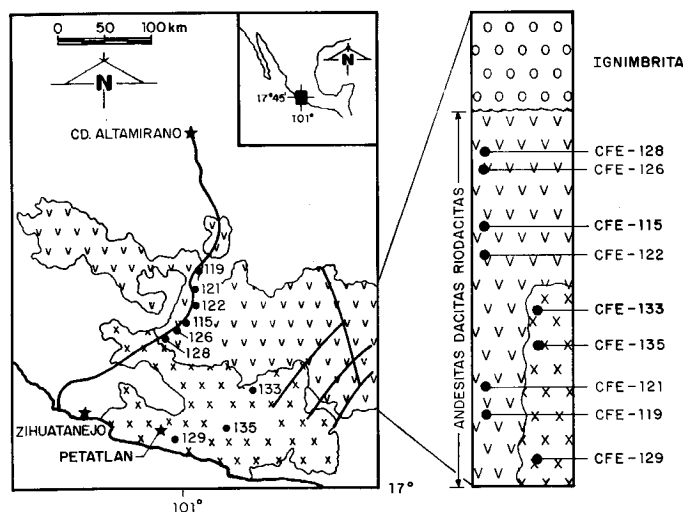 0 50 100 km
N
CD. ALTAMIRANO
17°45'
101°
N
119
121
122
115
126
128
133
135
129
ZIHUATANEJO
PETATLAN
17°
101°
IGNIMBRITA
ANDESITAS DACITAS RIODACITAS
CFE-128
CFE-126
CFE-115
CFE-122
CFE-133
CFE-135
CFE-121
CFE-119
CFE-129